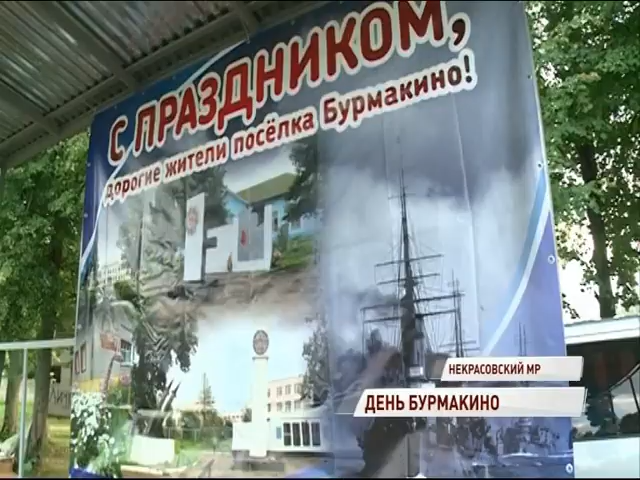 С ПРАЗДНИКОМ,
Дорогие жители посёлка Бурмакино!
НЕКРАСОВСКИЙ МР
ДЕНЬ БУРМАКИНО